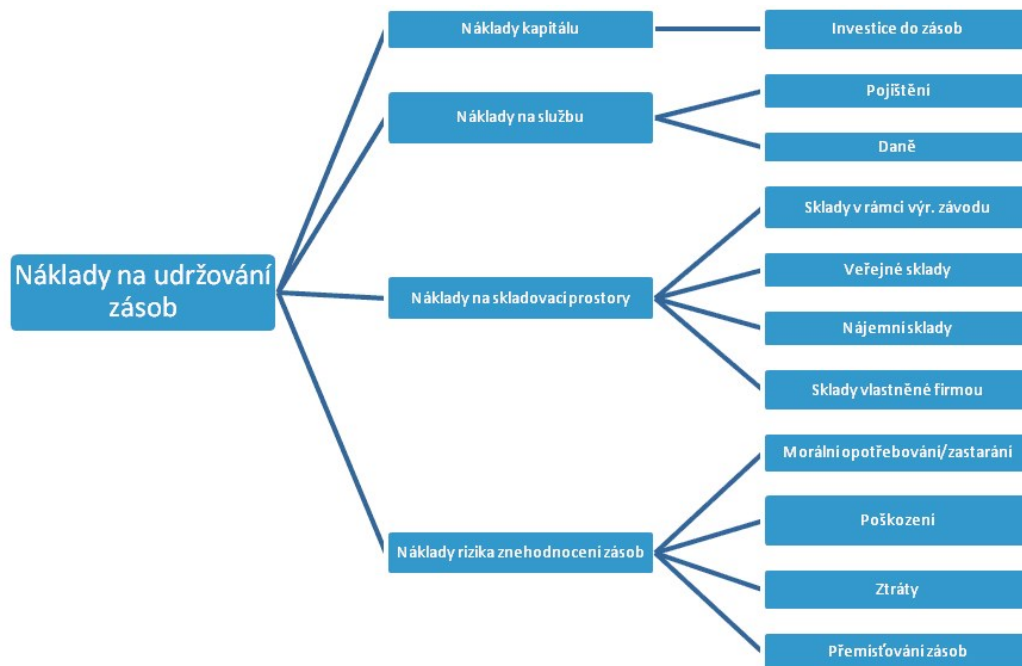 Náklady na udržování
zásob
Náklady kapitálu
Investice do zásob
Náklady na službu
Pojištění
Daně
Náklady na skladovací prostory
Sklady v rámci výr. závodu
Veřejné sklady
Nájemní sklady
Sklady vlastněné firmou
Náklady rizika znehodnocení zásob
Morální opotřebování/zastarání
Poškození
Ztráty
Přemisťování zásob